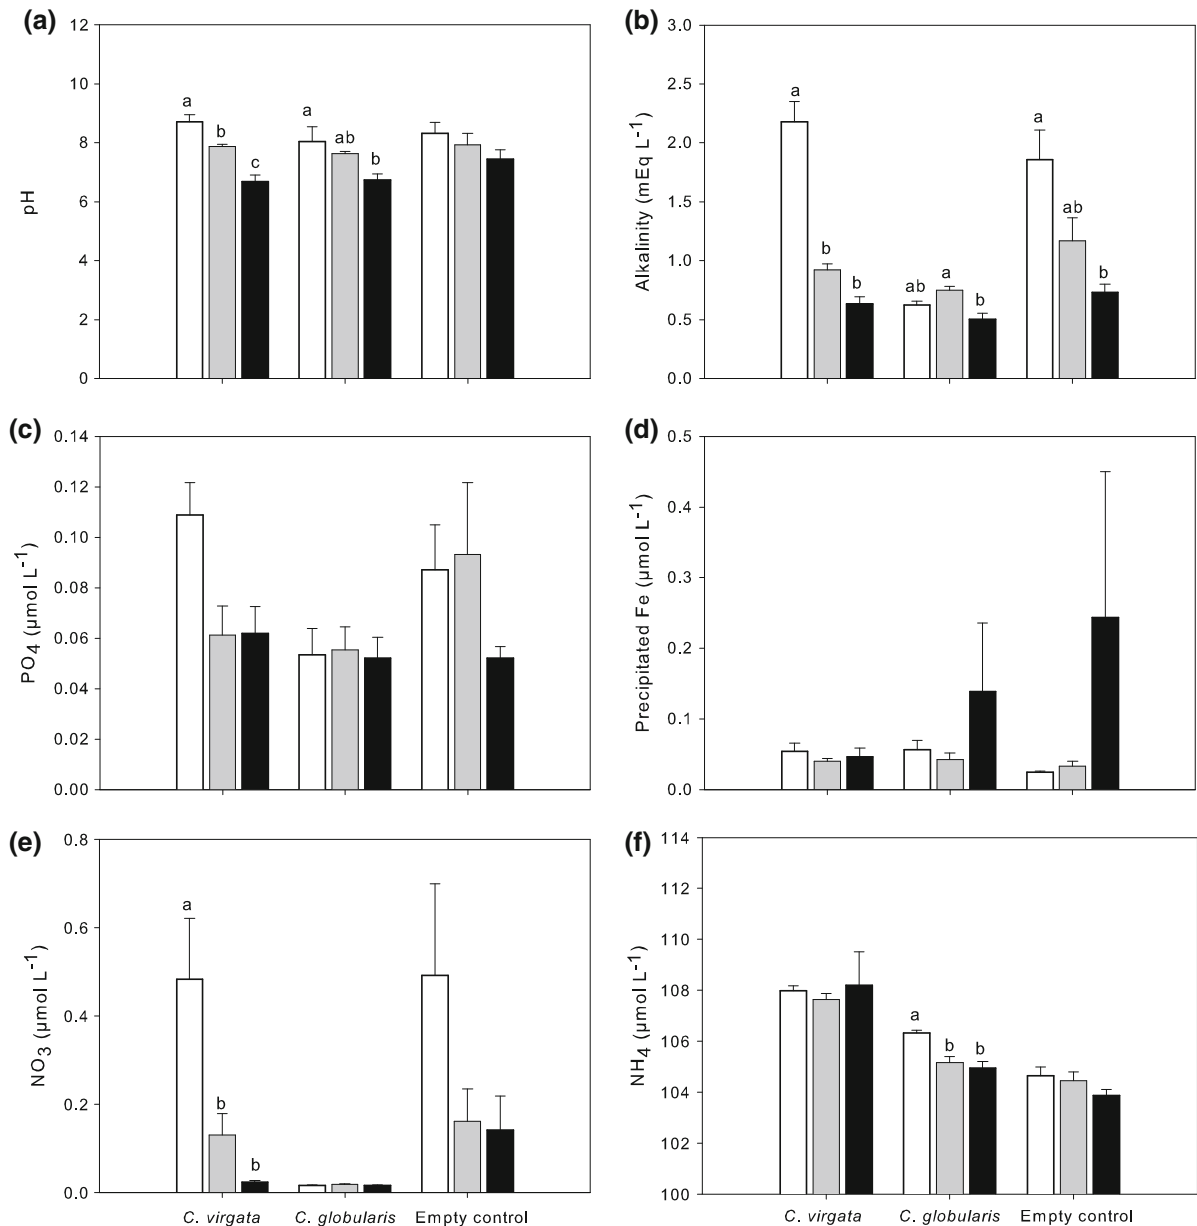 (a)
12
10
8
6
4
2
0
pH
a
b
c
a
ab
b
(b)
3.0
2.5
2.0
1.5
1.0
0.5
0.0
Alkalinity (mEq L⁻¹)
a
b
b
ab
a
b
a
ab
b
(c)
0.14
0.12
0.10
0.08
0.06
0.04
0.02
0.00
PO₄ (µmol L⁻¹)
(d)
0.5
0.4
0.3
0.2
0.1
0.0
Precipitated Fe (µmol L⁻¹)
(e)
0.8
0.6
0.4
0.2
0.0
NO₃ (µmol L⁻¹)
a
b
b
C. virgata
C. globularis
Empty control
(f)
114
112
110
108
106
104
102
100
NH₄ (µmol L⁻¹)
a
b
b
C. virgata
C. globularis
Empty control